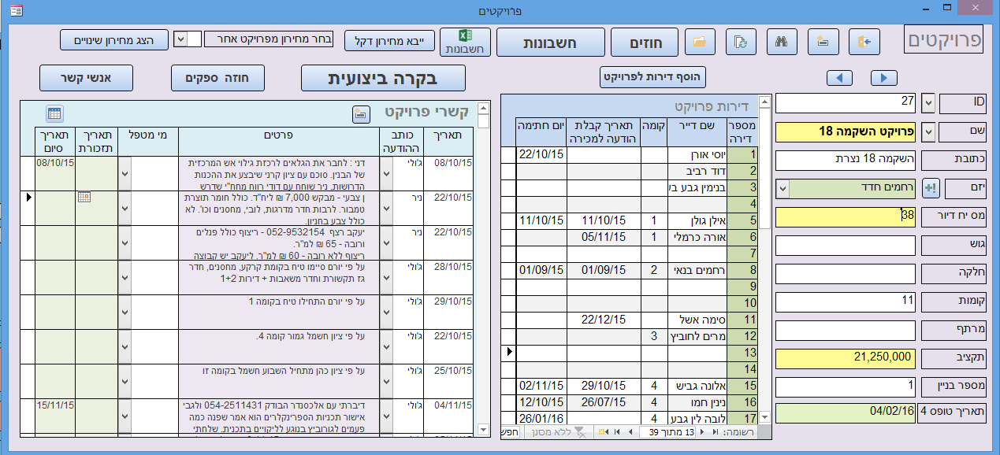 פרויקטים
פרויקטים
חוזים
חשבונות
חשבונות
ייבא מחירון דקל
בחר מחירון מפרויקט אחר
הצג מחירון שינויים
הוסף דירות לפרויקט
בקרה ביצועית
חוזה ספקים
אנשי קשר
ID 27
שם פרויקט השקמה 18
כתובת השקמה 18 נצרת
יזם רחמים חדד
מס יח דיור 38
גוש
חלקה
קומות 11
מרתף
תקציב 21,250,000
מספר בניין 1
תאריך טופס 4 04/02/16
דירות פרויקט
מספר דירה שם דייר קומה תאריך קבלת הודעה למכירה יום חתימה
1 יוסי אורן 22/10/15
2 דוד רביב
3 בנימין גבע בע
4
5 אילן גולן 1 11/10/15 11/10/15
6 אורה כרמלי 1 05/11/15
7
8 רחמים בנאי 2 01/09/15 01/09/15
9
10
11 סימה אשל 22/12/15
12 מרים לחוביץ 3
13
14
15 אלונה גביש 4 29/10/15 02/11/15
16 נינין חמו 4 26/07/15 12/10/15
17 לובה לין גבע 4 26/01/16
רשומה: 13 מתוך 39 ללא מסנן חפש
קשרי פרויקט
תאריך כותב ההודעה פרטים מי מטפל תאריך תזכורת תאריך סיום
08/10/15 ג'ולי דני : לחבר את הגלאים לרכזת גילוי אש המרכזית 08/10/15
של הבנין. סוכם עם ציון קרני שיבצע את ההכנות
הדרושות. ניר שוחח עם דודי רווח מחח"י שדרש
22/10/15 ניר ן צבעי - מבקש 7,000 ₪ ליח"ד. כולל חומר תוצרת
טמבור. לרבות חדר מדרגות, לובי, מחסנים וכו'. לא
כולל צבע בחניון.
22/10/15 ניר יעקב רצף 052-9532154 - ריצוף כולל פנלים
ורובה - 65 ₪ למ"ר.
ריצוף ללא רובה - 60 ₪ למ"ר. ליעקב יש קבוצה
28/10/15 ג'ולי על פי יורם סיימו טיח בקומת קרקע, מחסנים, חדר
גז תקשורת וחדר משאבות + דירות 1+2
29/10/15 ג'ולי על פי יורם התחילו טיח בקומה 1
22/10/15 ג'ולי על פי ציון חשמל גמור קומה 4.
25/10/15 ג'ולי על פי ציון כהן מתחיל השבוע חשמל בקומה זו
04/11/15 ג'ולי דיברתי עם אלכסנדר הבודק 054-2511431 ולגבי 15/11/15
אישור תכניות הספרינקלרים הוא אמר שפנה כמה
פעמים לגורוביץ בנוגע לליקויים בתכנית. שלחתי